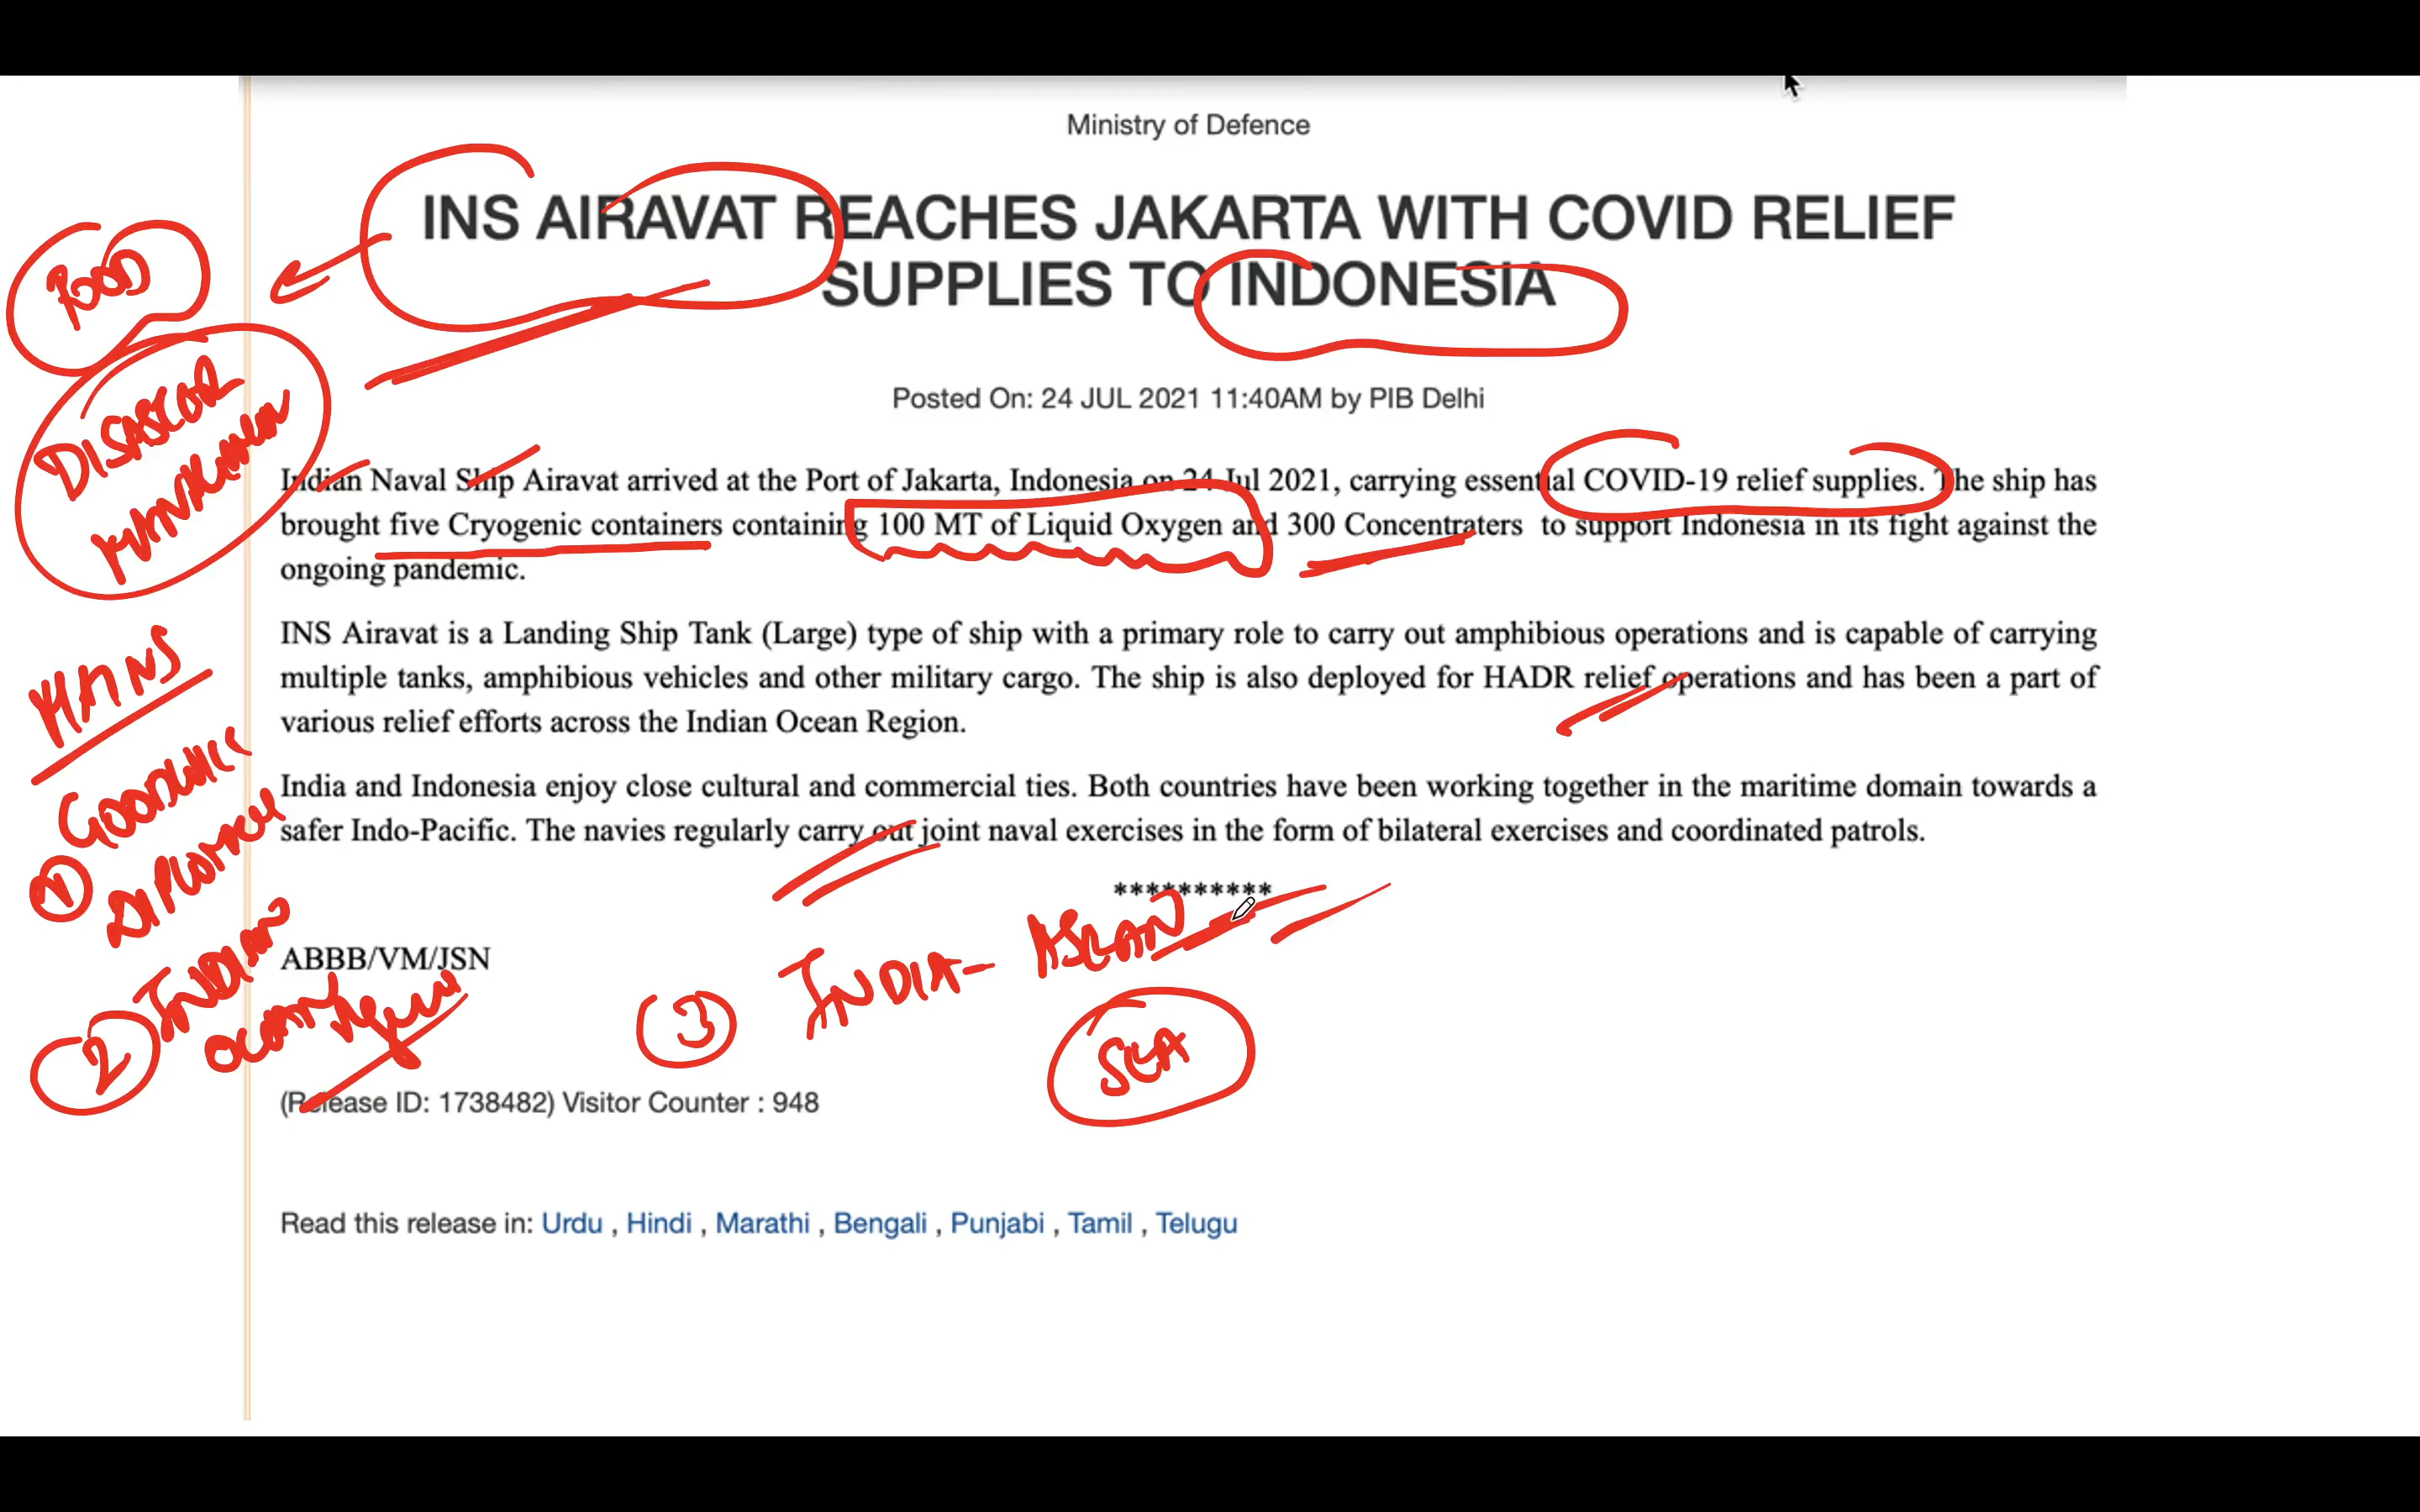 Ministry of Defence
INS AIRAVAT REACHES JAKARTA WITH COVID RELIEF
SUPPLIES TO INDONESIA
Posted On: 24 JUL 2021 11:40AM by PIB Delhi
FOOD
Indian Naval Ship Airavat arrived at the Port of Jakarta, Indonesia on 24 Jul 2021, carrying essential COVID-19 relief supplies. The ship has
brought five Cryogenic containers containing 100 MT of Liquid Oxygen and 300 Concentraters to support Indonesia in its fight against the
ongoing pandemic.
INS Airavat is a Landing Ship Tank (Large) type of ship with a primary role to carry out amphibious operations and is capable of carrying
multiple tanks, amphibious vehicles and other military cargo. The ship is also deployed for HADR relief operations and has been a part of
various relief efforts across the Indian Ocean Region.
MAINS
India and Indonesia enjoy close cultural and commercial ties. Both countries have been working together in the maritime domain towards a
safer Indo-Pacific. The navies regularly carry out joint naval exercises in the form of bilateral exercises and coordinated patrols.
**********
1
ABBB/VM/JSN
2 INDIAN
3 INDIA- ASEAN
SEA
(Release ID: 1738482) Visitor Counter : 948
Read this release in: Urdu , Hindi , Marathi , Bengali , Punjabi , Tamil , Telugu